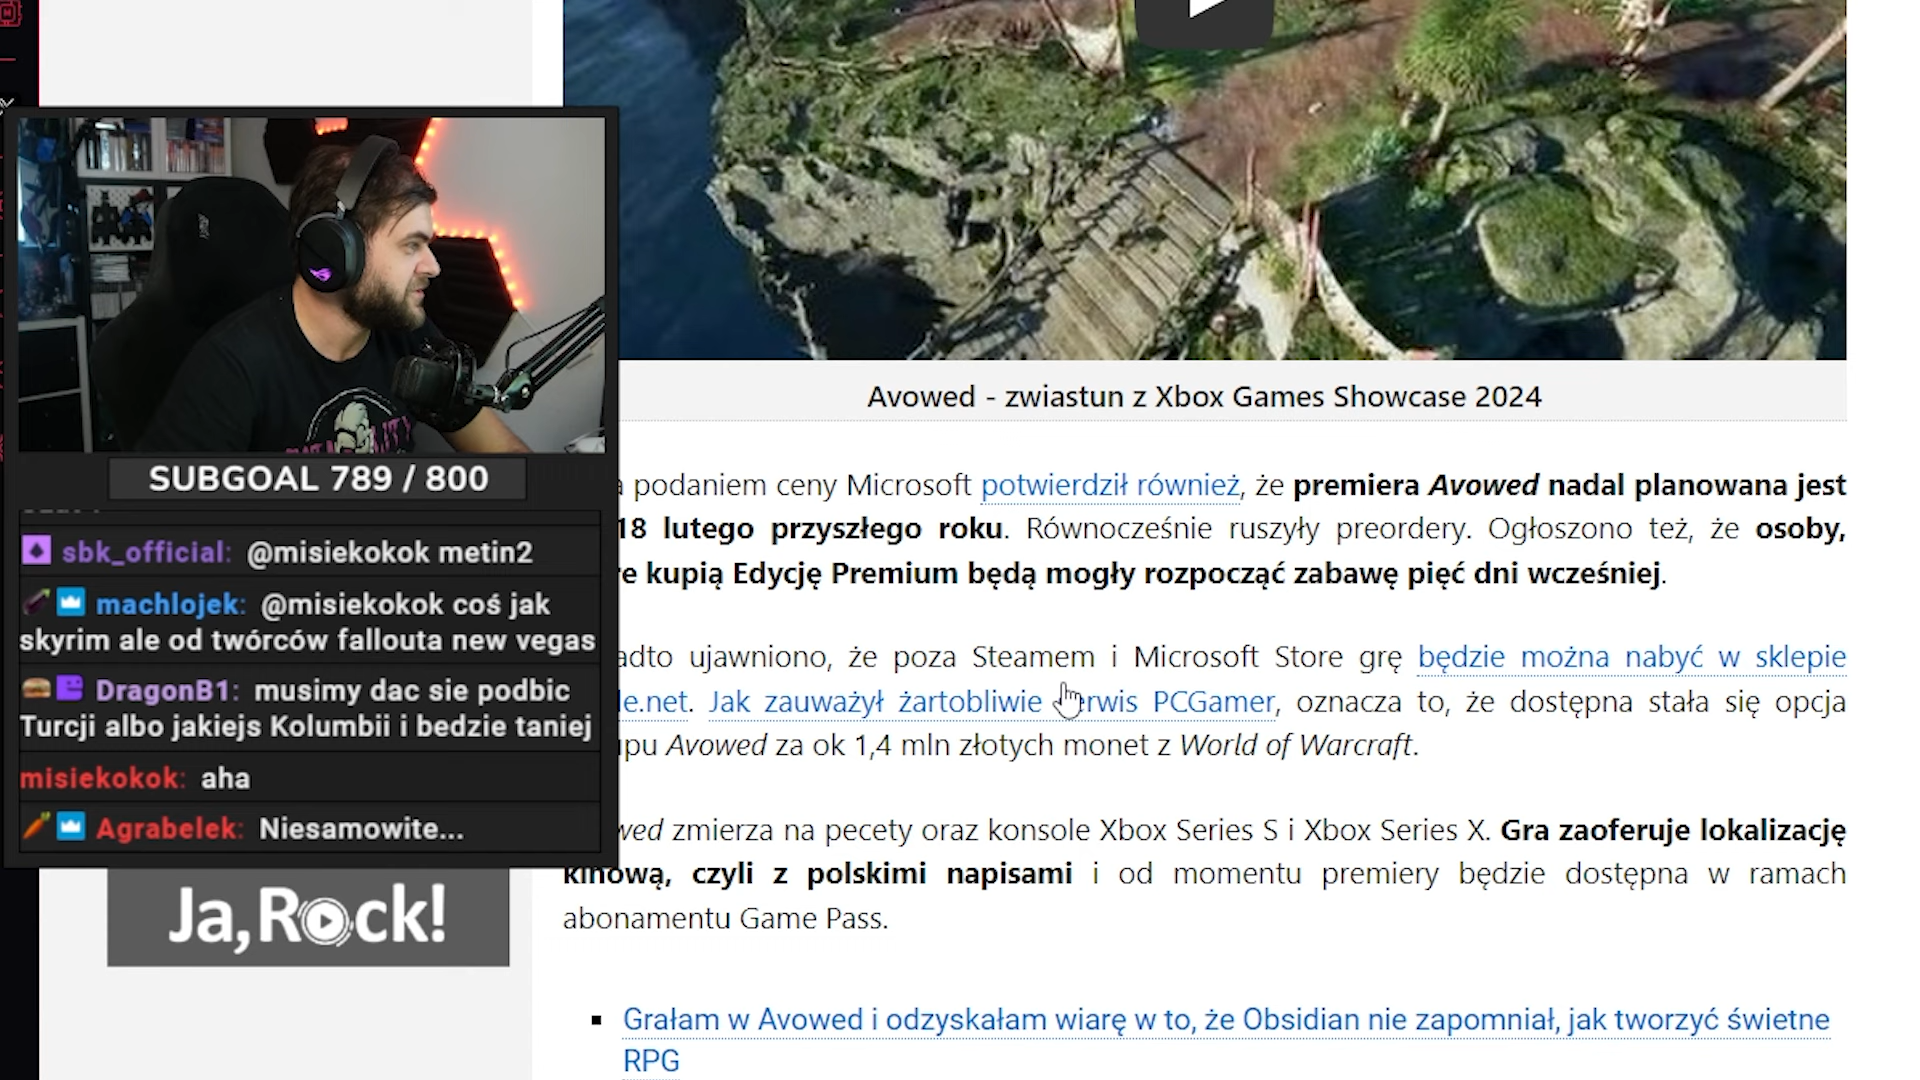 SUBGOAL 789 / 800
sbk_official: @misiekokok metin2
machlojek: @misiekokok coś jak
skyrim ale od twórców fallouta new vegas
DragonB1: musimy dac sie podbic
Turcji albo jakiejs Kolumbii i bedzie taniej
misiekokok: aha
Agrabelek: Niesamowite...
Ja,Rock!
Avowed - zwiastun z Xbox Games Showcase 2024
podaniem ceny Microsoft potwierdził również, że premiera Avowed nadal planowana jest
18 lutego przyszłego roku. Równocześnie ruszyły preordery. Ogłoszono też, że osoby,
re kupią Edycję Premium będą mogły rozpocząć zabawę pięć dni wcześniej.
adto ujawniono, że poza Steamem i Microsoft Store grę będzie można nabyć w sklepie
le.net. Jak zauważył żartobliwie erwis PCGamer, oznacza to, że dostępna stała się opcja
upu Avowed za ok 1,4 mln złotych monet z World of Warcraft.
wed zmierza na pecety oraz konsole Xbox Series S i Xbox Series X. Gra zaoferuje lokalizację
kinową, czyli z polskimi napisami i od momentu premiery będzie dostępna w ramach
abonamentu Game Pass.
Grałam w Avowed i odzyskałam wiarę w to, że Obsidian nie zapomniał, jak tworzyć świetne
RPG